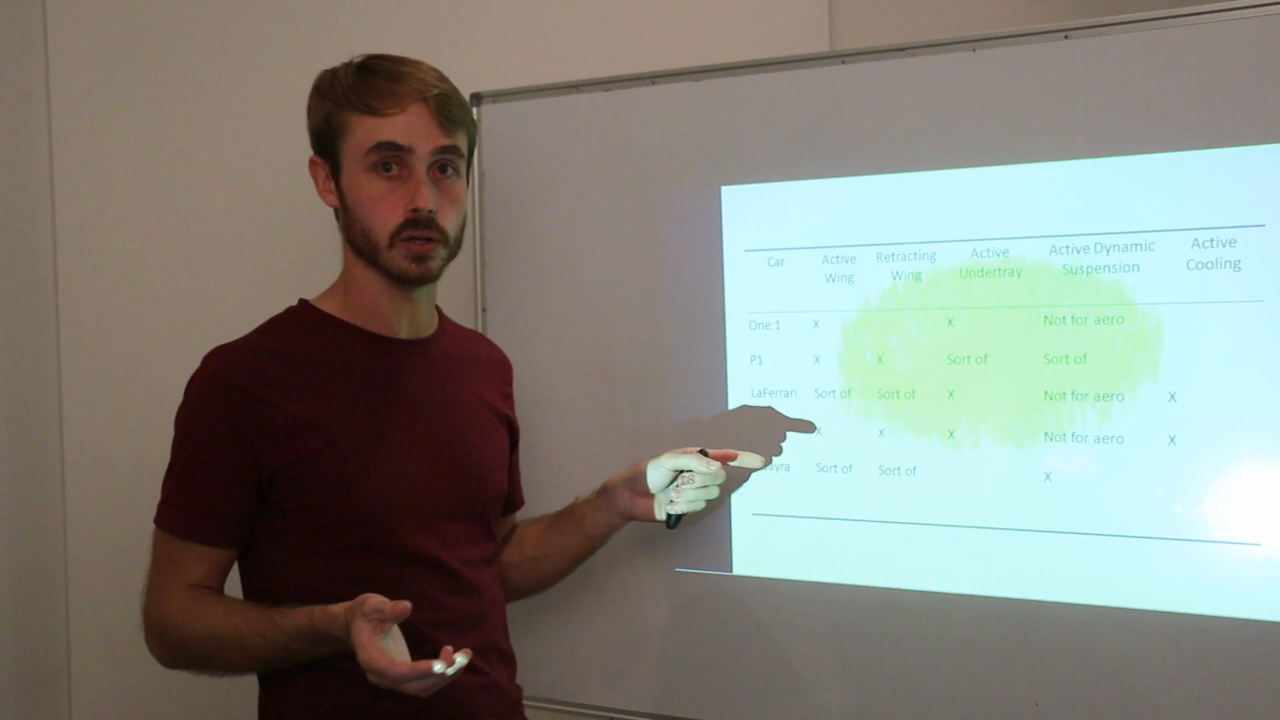 Car Active Wing Retracting Wing Active Undertray Active Dynamic Suspension Active Cooling
One:1 X X Not for aero
P1 X X Sort of Sort of
LaFerrari Sort of Sort of X Not for aero X
X X X Not for aero X
ayra Sort of Sort of X